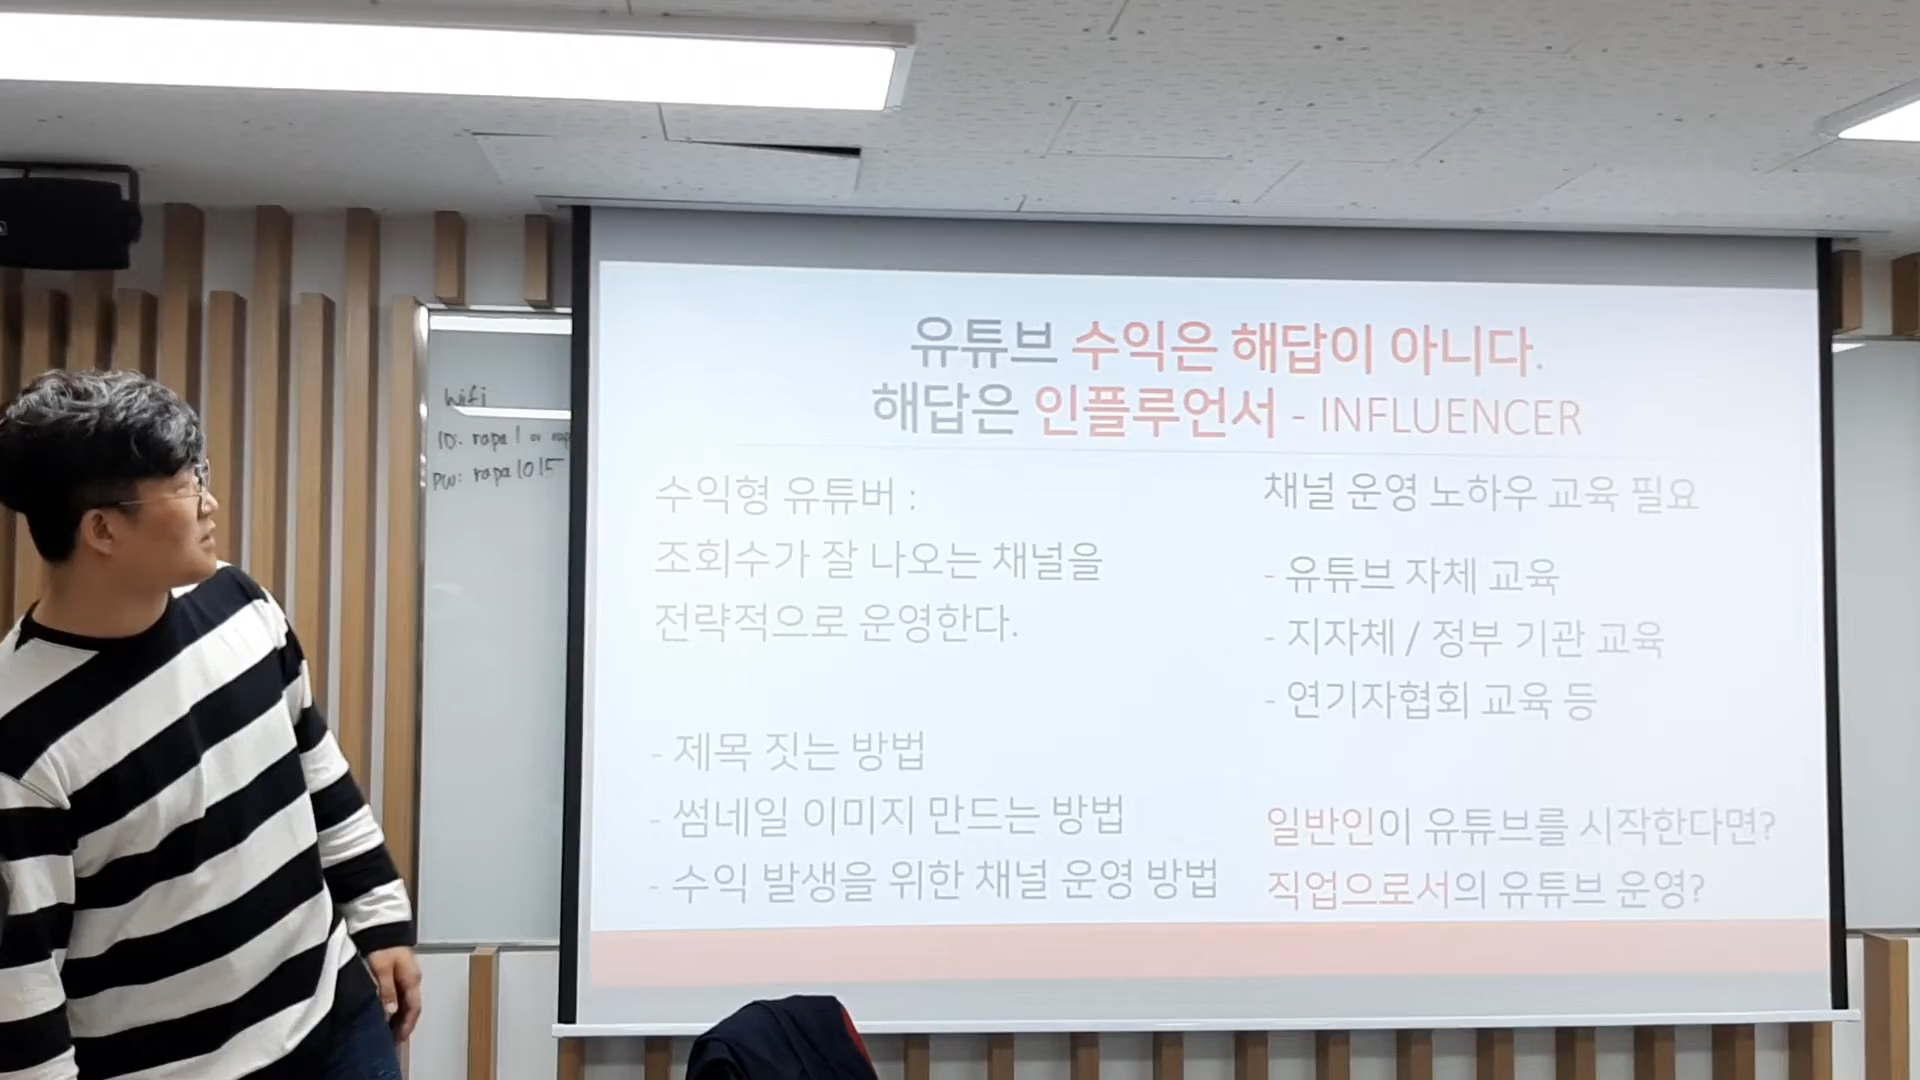 유튜브 수익은 해답이 아니다.
해답은 인플루언서 - INFLUENCER
수익형 유튜버 :
조회수가 잘 나오는 채널을
전략적으로 운영한다.
- 제목 짓는 방법
- 썸네일 이미지 만드는 방법
- 수익 발생을 위한 채널 운영 방법
채널 운영 노하우 교육 필요
- 유튜브 자체 교육
- 지자체 / 정부 기관 교육
- 연기자협회 교육 등
일반인이 유튜브를 시작한다면?
직업으로서의 유튜브 운영?
wifi
ID: rapa 1 or
PW: rapa1015